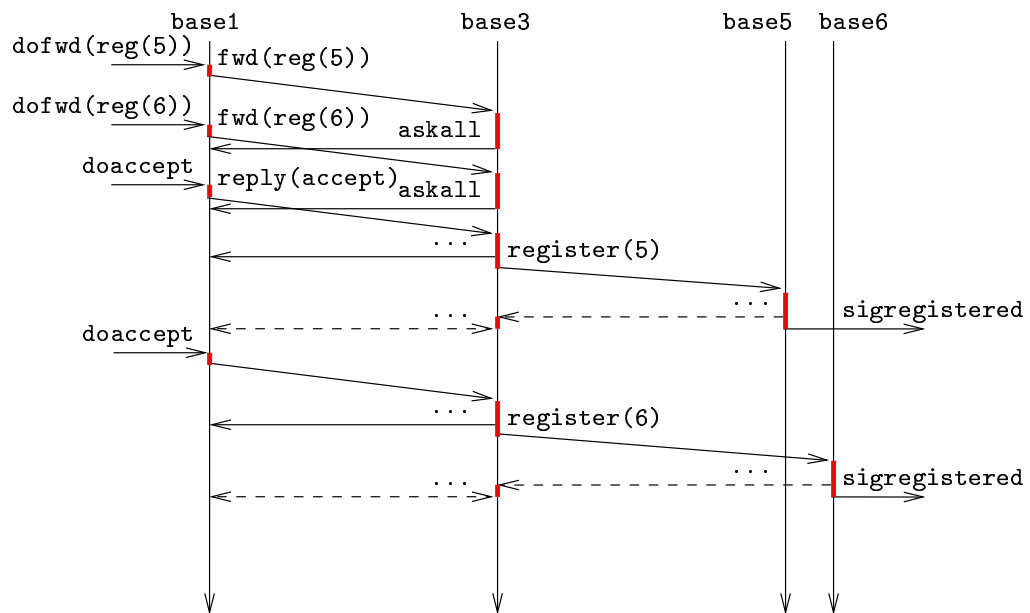 base1 base3 base5 base6
dofwd(reg(5)) fwd(reg(5))
dofwd(reg(6)) fwd(reg(6)) askall
doaccept reply(accept) askall
... register(5)
... sigregistered
doaccept ...
... register(6)
... sigregistered
...